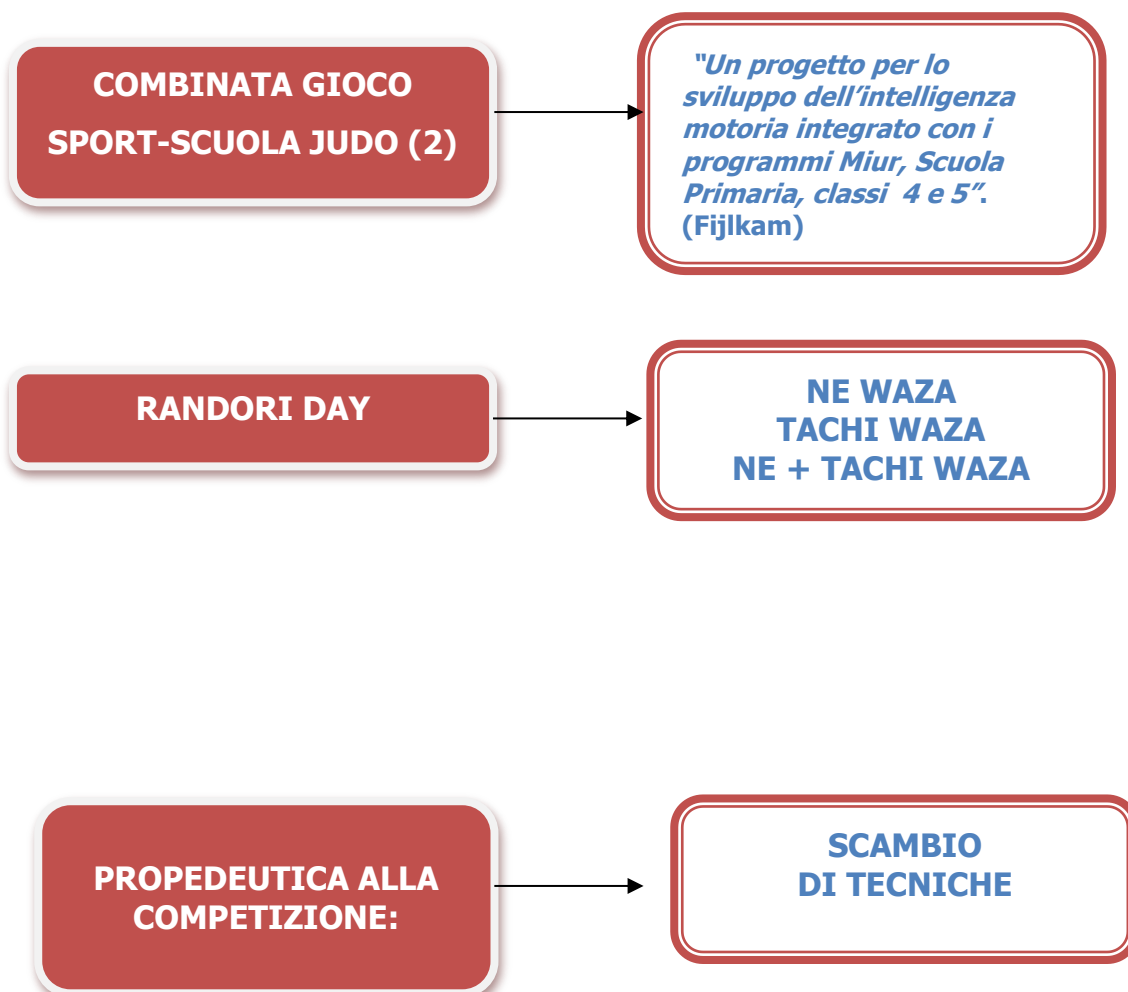 COMBINATA GIOCO
SPORT-SCUOLA JUDO (2)
“Un progetto per lo
sviluppo dell’intelligenza
motoria integrato con i
programmi Miur, Scuola
Primaria, classi 4 e 5”.
(Fijlkam)
RANDORI DAY
NE WAZA
TACHI WAZA
NE + TACHI WAZA
PROPEDEUTICA ALLA
COMPETIZIONE:
SCAMBIO
DI TECNICHE